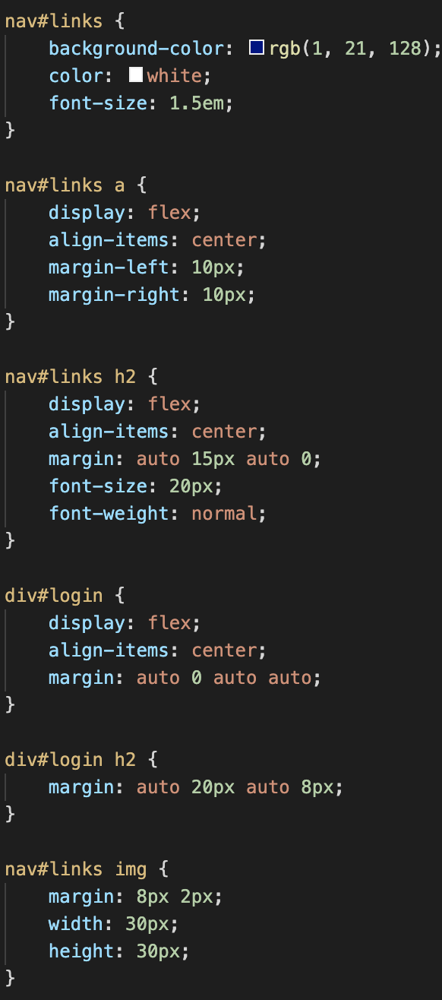 nav#links {
    background-color: rgb(1, 21, 128);
    color: white;
    font-size: 1.5em;
}

nav#links a {
    display: flex;
    align-items: center;
    margin-left: 10px;
    margin-right: 10px;
}

nav#links h2 {
    display: flex;
    align-items: center;
    margin: auto 15px auto 0;
    font-size: 20px;
    font-weight: normal;
}

div#login {
    display: flex;
    align-items: center;
    margin: auto 0 auto auto;
}

div#login h2 {
    margin: auto 20px auto 8px;
}

nav#links img {
    margin: 8px 2px;
    width: 30px;
    height: 30px;
}